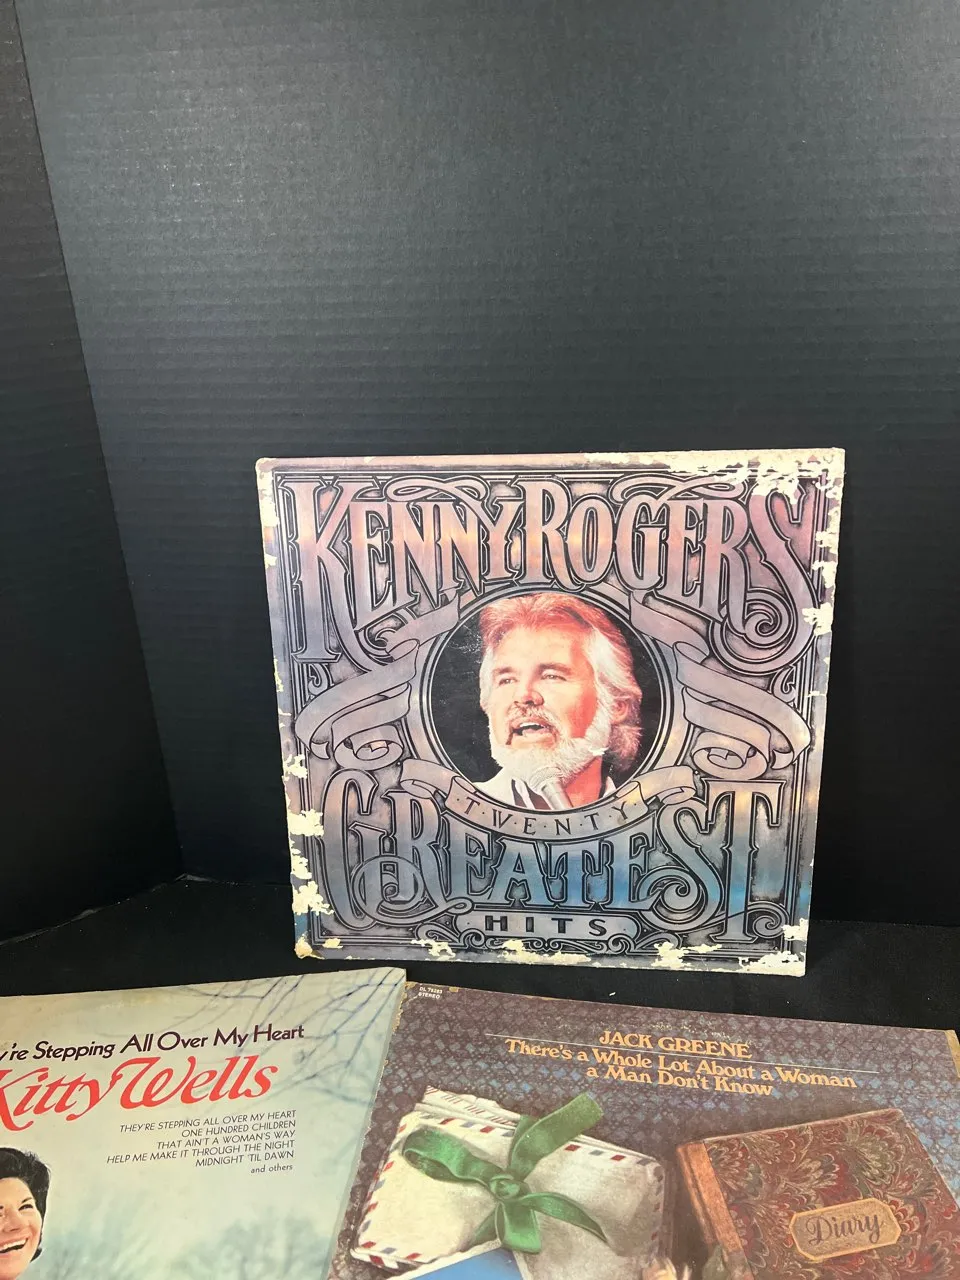 KENNY ROGERS
·T·W·E·N·T·Y·
GREATEST
HITS
y're Stepping All Over My Heart
Kitty Wells
THEY'RE STEPPING ALL OVER MY HEART
ONE HUNDRED CHILDREN
THAT AIN'T A WOMAN'S WAY
HELP ME MAKE IT THROUGH THE NIGHT
MIDNIGHT 'TIL DAWN
and others
STEREO
JACK GREENE
There's a Whole Lot About a Woman
a Man Don't Know
Diary